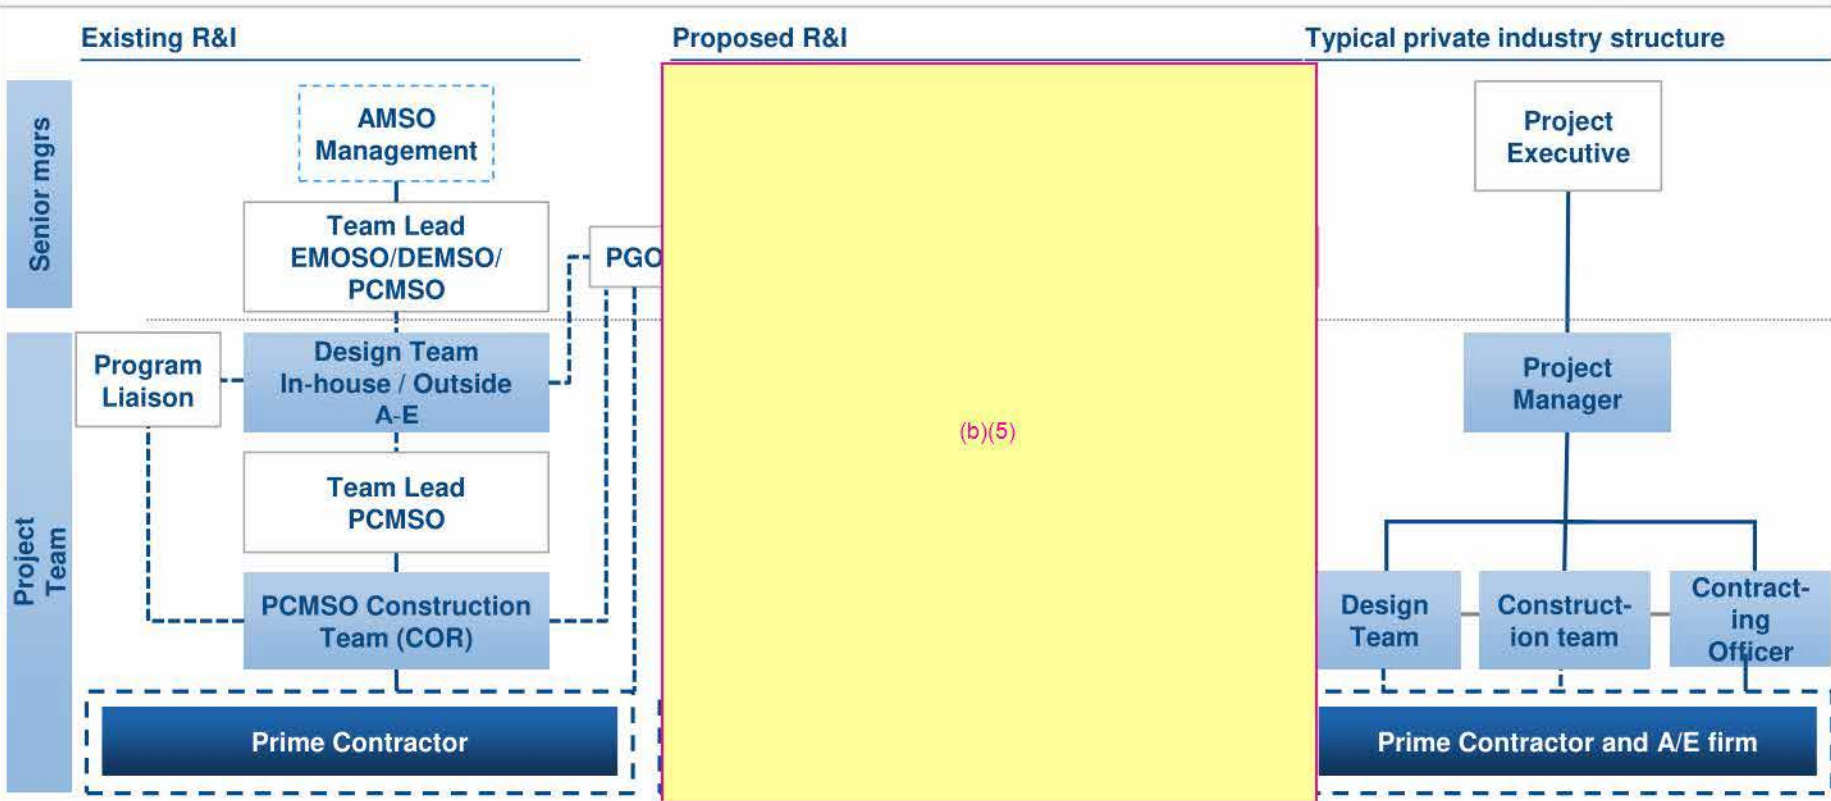 Existing R&I
Proposed R&I
Typical private industry structure
Senior mgrs
AMSO
Management
Team Lead
EMOSO/DEMSO/
PCMSO
PGO
Project
Executive
Project
Team
Program
Liaison
Design Team
In-house / Outside
A-E
Team Lead
PCMSO
PCMSO Construction
Team (COR)
Prime Contractor
(b)(5)
Project
Manager
Design
Team
Construct-
ion team
Contract-
ing
Officer
Prime Contractor and A/E firm